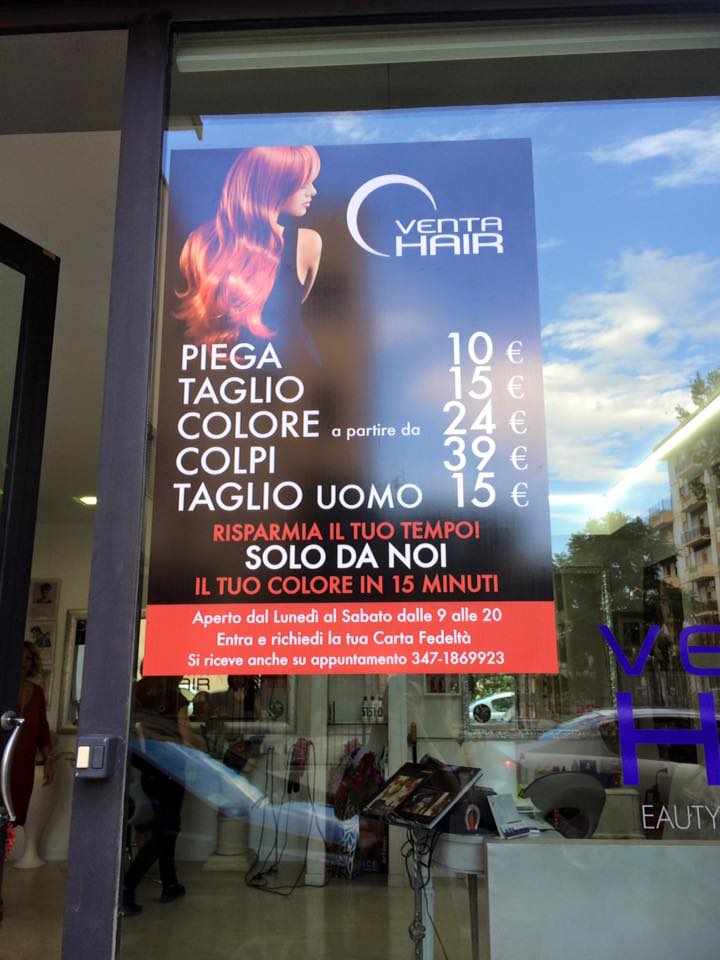 VENTA
HAIR
PIEGA 10 €
TAGLIO 15 €
COLORE a partire da 24 €
COLPI 39 €
TAGLIO UOMO 15 €
RISPARMIA IL TUO TEMPO!
SOLO DA NOI
IL TUO COLORE IN 15 MINUTI
Aperto dal Lunedì al Sabato dalle 9 alle 20
Entra e richiedi la tua Carta Fedeltà
Si riceve anche su appuntamento 347-1869923
HAIR
VE
H
EAUTY